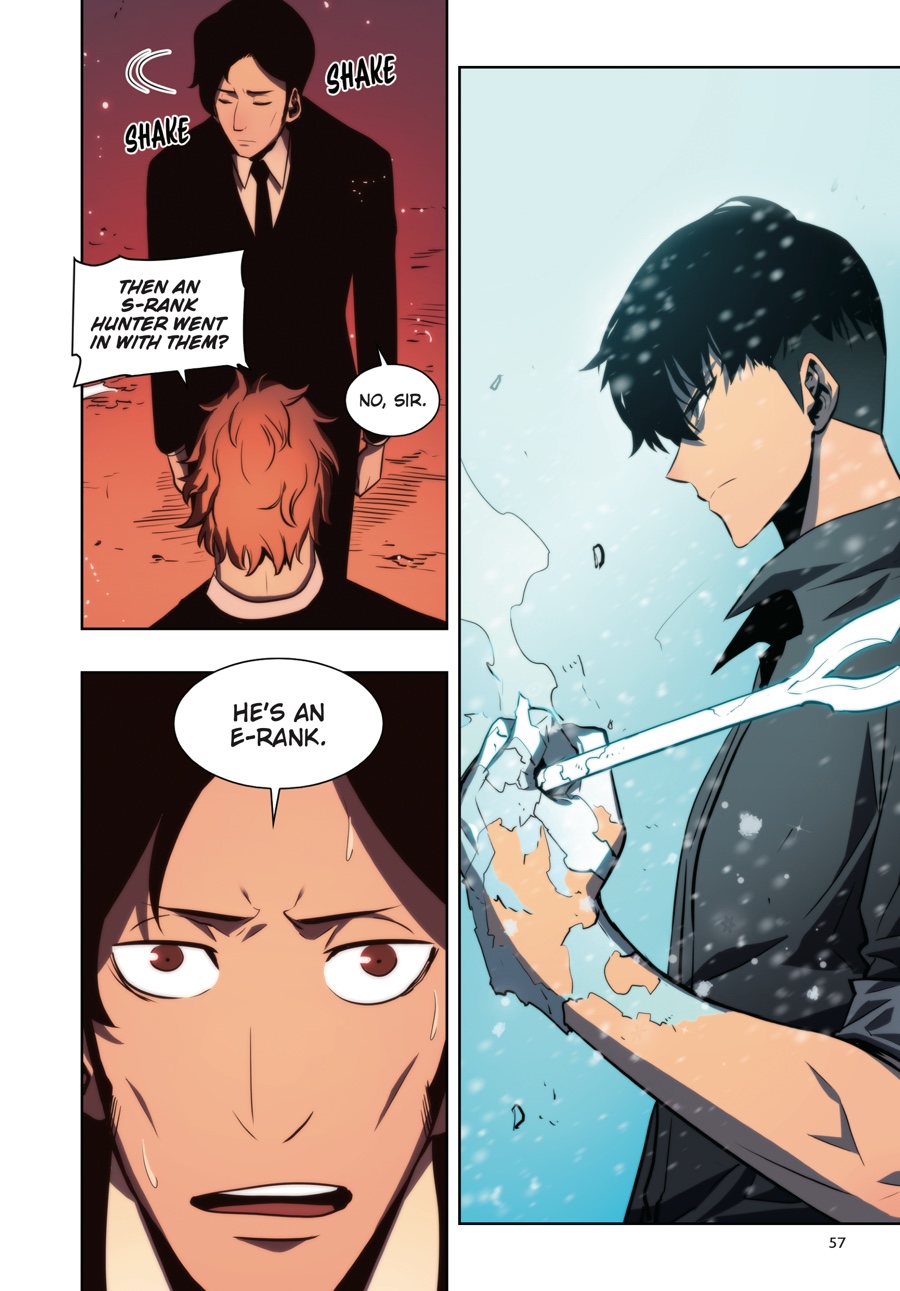 SHAKE
SHAKE
THEN AN
S-RANK
HUNTER WENT
IN WITH THEM?
NO, SIR.
HE'S AN
E-RANK.
57